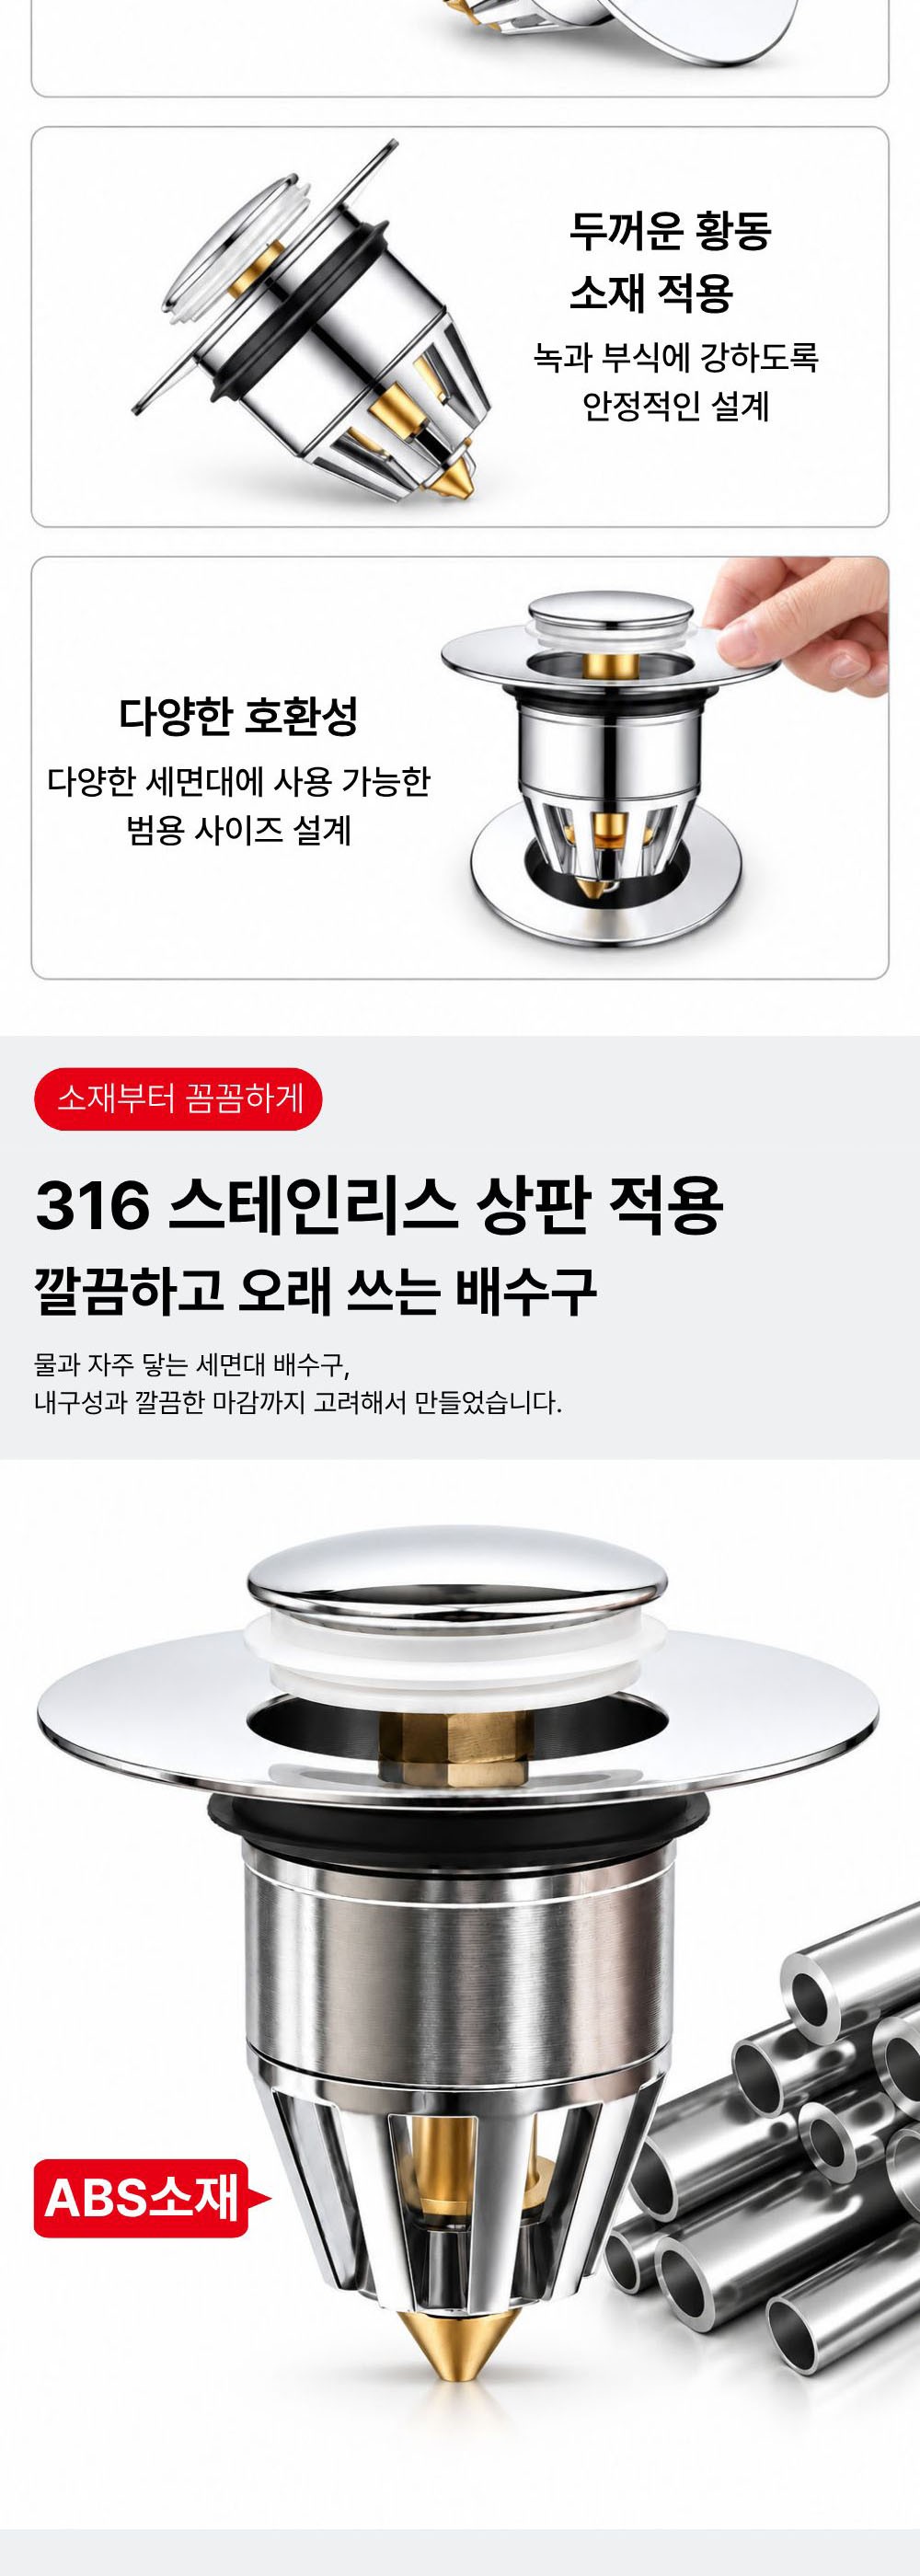 두꺼운 황동
소재 적용
녹과 부식에 강하도록
안정적인 설계
다양한 호환성
다양한 세면대에 사용 가능한
범용 사이즈 설계
소재부터 꼼꼼하게
316 스테인리스 상판 적용
깔끔하고 오래 쓰는 배수구
물과 자주 닿는 세면대 배수구,
내구성과 깔끔한 마감까지 고려해서 만들었습니다.
ABS소재